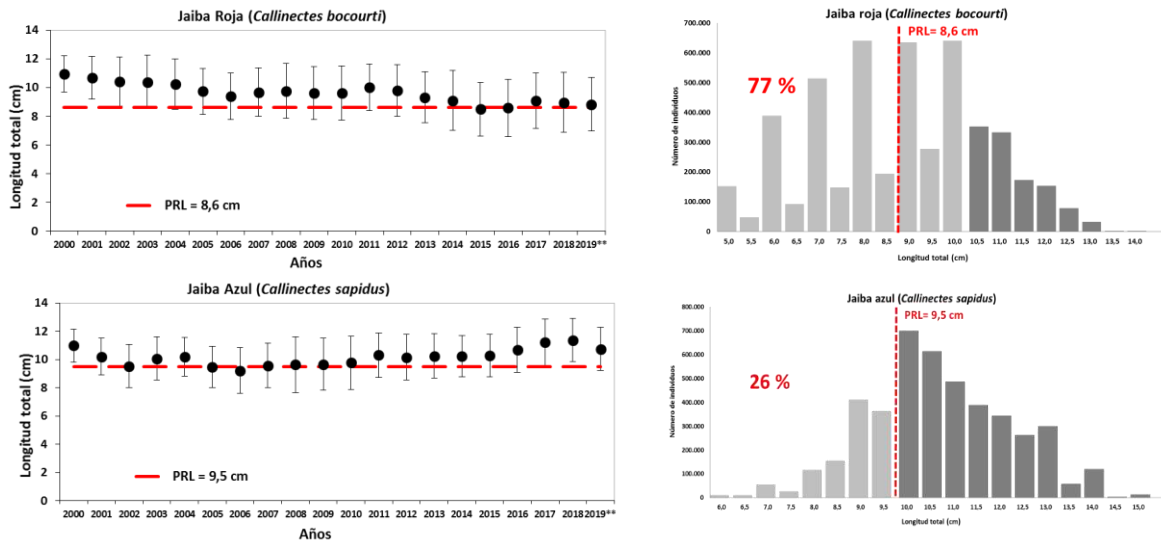 Jaiba Roja (Callinectes bocourti)
Longitud total (cm)
14
12
10
8
6
4
2
0
PRL = 8,6 cm
2000 2001 2002 2003 2004 2005 2006 2007 2008 2009 2010 2011 2012 2013 2014 2015 2016 2017 2018 2019**
Años
Jaiba roja (Callinectes bocourti)
Número de individuos
700.000
600.000
500.000
400.000
300.000
200.000
100.000
0
PRL= 8,6 cm
77 %
5,0 5,5 6,0 6,5 7,0 7,5 8,0 8,5 9,0 9,5 10,0 10,5 11,0 11,5 12,0 12,5 13,0 13,5 14,0
Longitud total (cm)
Jaiba Azul (Callinectes sapidus)
Longitud total (cm)
14
12
10
8
6
4
2
0
PRL = 9,5 cm
2000 2001 2002 2003 2004 2005 2006 2007 2008 2009 2010 2011 2012 2013 2014 2015 2016 2017 2018 2019**
Años
Jaiba azul (Callinectes sapidus)
Número de individuos
800.000
700.000
600.000
500.000
400.000
300.000
200.000
100.000
0
PRL= 9,5 cm
26 %
6,0 6,5 7,0 7,5 8,0 8,5 9,0 9,5 10,0 10,5 11,0 11,5 12,0 12,5 13,0 13,5 14,0 14,5 15,0
Longitud total (cm)